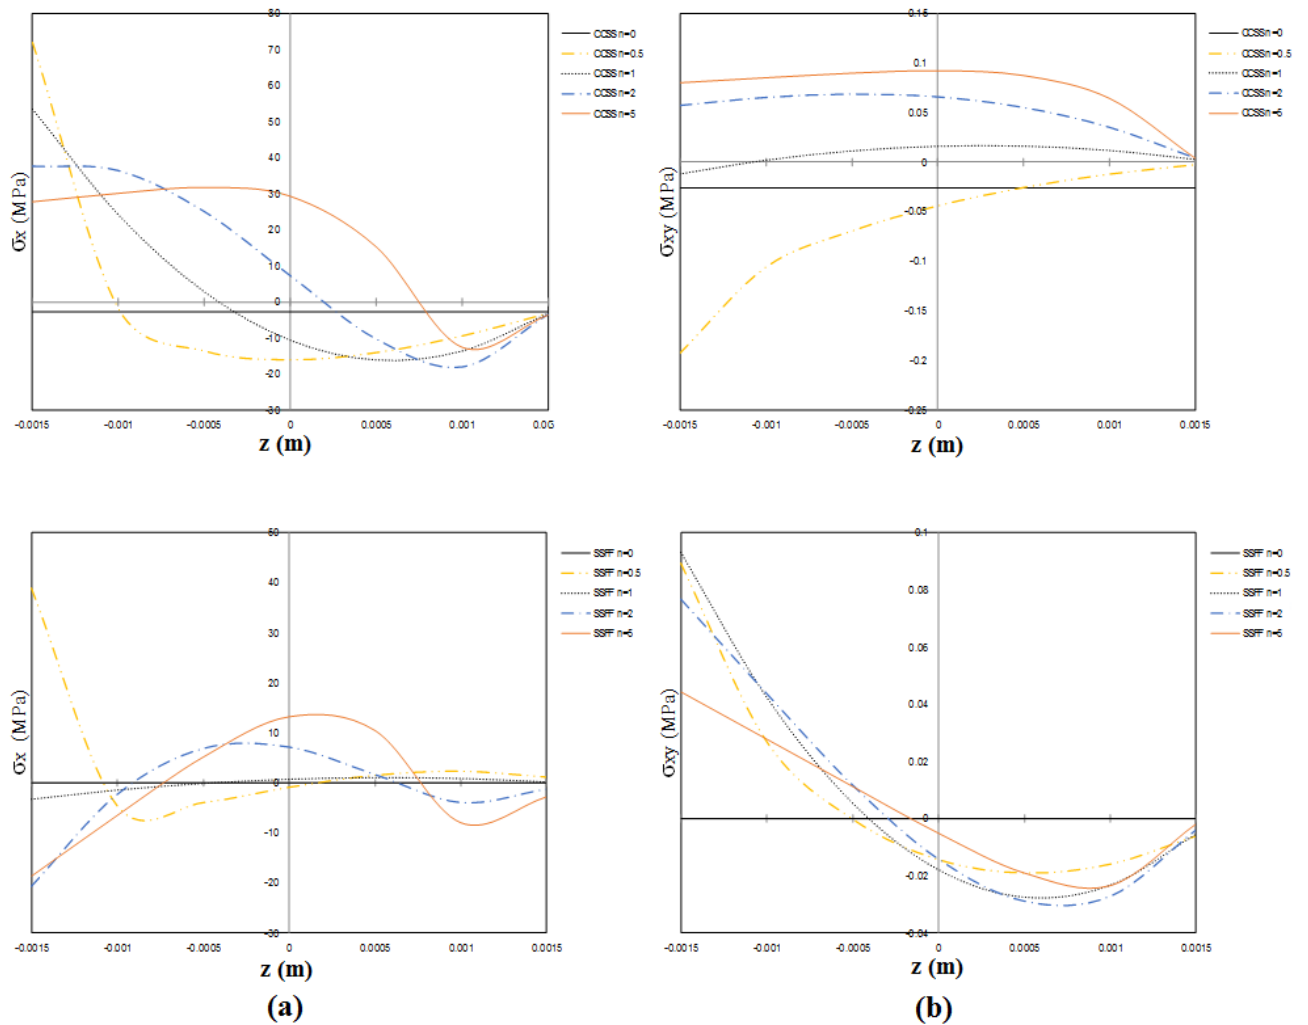 80
70
60
50
40
30
20
10
0
-10
-20
-30
-0.0015
-0.001
-0.0005
0
0.0005
0.001
0.05
σx (MPa)
z (m)
CCSS n=0
CCSS n=0.5
CCSS n=1
CCSS n=2
CCSS n=5
0.15
0.1
0.05
0
-0.05
-0.1
-0.15
-0.2
-0.25
-0.0015
-0.001
-0.0005
0
0.0005
0.001
0.0015
σxy (MPa)
z (m)
CCSS n=0
CCSS n=0.5
CCSS n=1
CCSS n=2
CCSS n=5
50
40
30
20
10
0
-10
-20
-30
-0.0015
-0.001
-0.0005
0
0.0005
0.001
0.0015
σx (MPa)
z (m)
SSFF n=0
SSFF n=0.5
SSFF n=1
SSFF n=2
SSFF n=5
(a)
0.1
0.08
0.06
0.04
0.02
0
-0.02
-0.04
-0.0015
-0.001
-0.0005
0
0.0005
0.001
0.0015
σxy (MPa)
z (m)
SSFF n=0
SSFF n=0.5
SSFF n=1
SSFF n=2
SSFF n=5
(b)